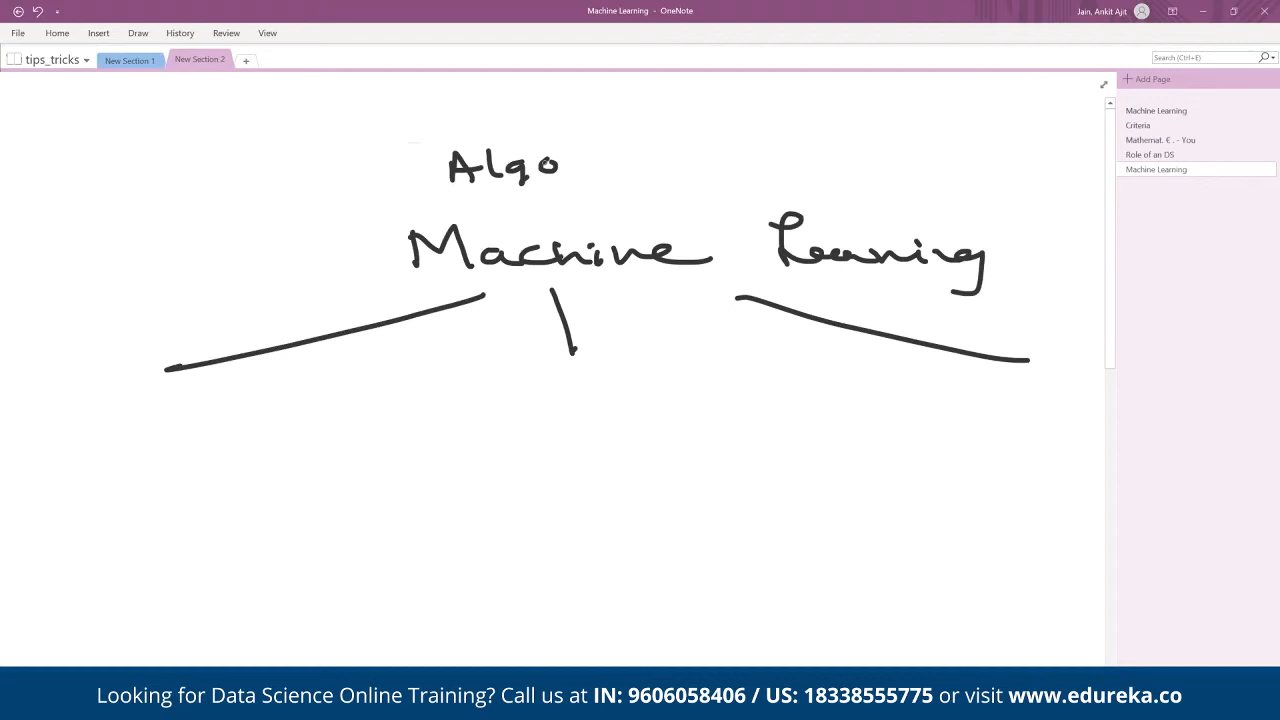 Machine Learning - OneNote
Jain, Ankit Ajit
File Home Insert Draw History Review View
tips_tricks New Section 1 New Section 2 +
Search (Ctrl+E)
Add Page
Machine Learning
Criteria
Mathemat. € . - You
Role of an DS
Machine Learning
Algo
Machine Learning
Looking for Data Science Online Training? Call us at IN: 9606058406 / US: 18338555775 or visit www.edureka.co